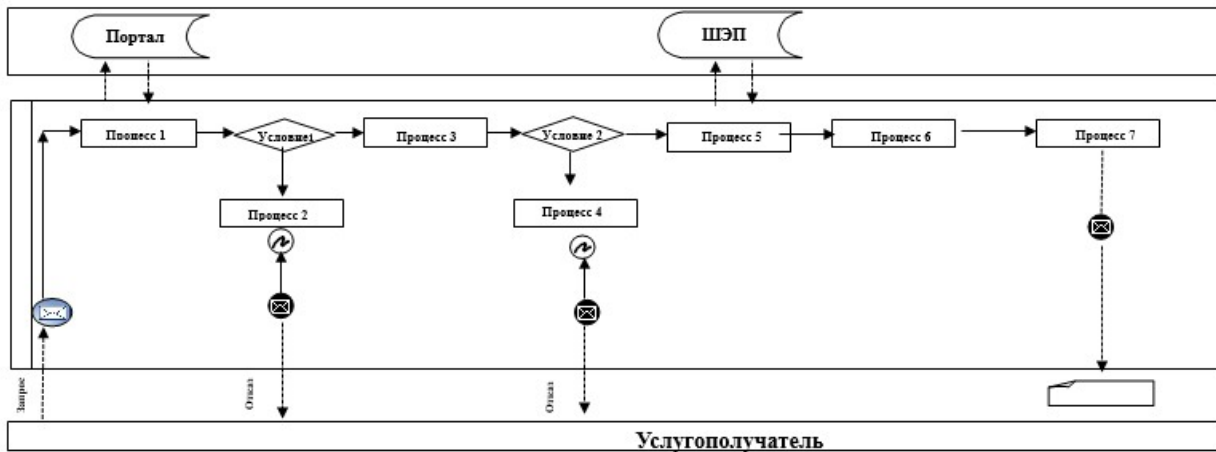 Портал
ШЭП
Процесс 1
Условие1
Процесс 3
Условие 2
Процесс 5
Процесс 6
Процесс 7
Процесс 2
Процесс 4
Запрос
Отказ
Отказ
Услугополучатель